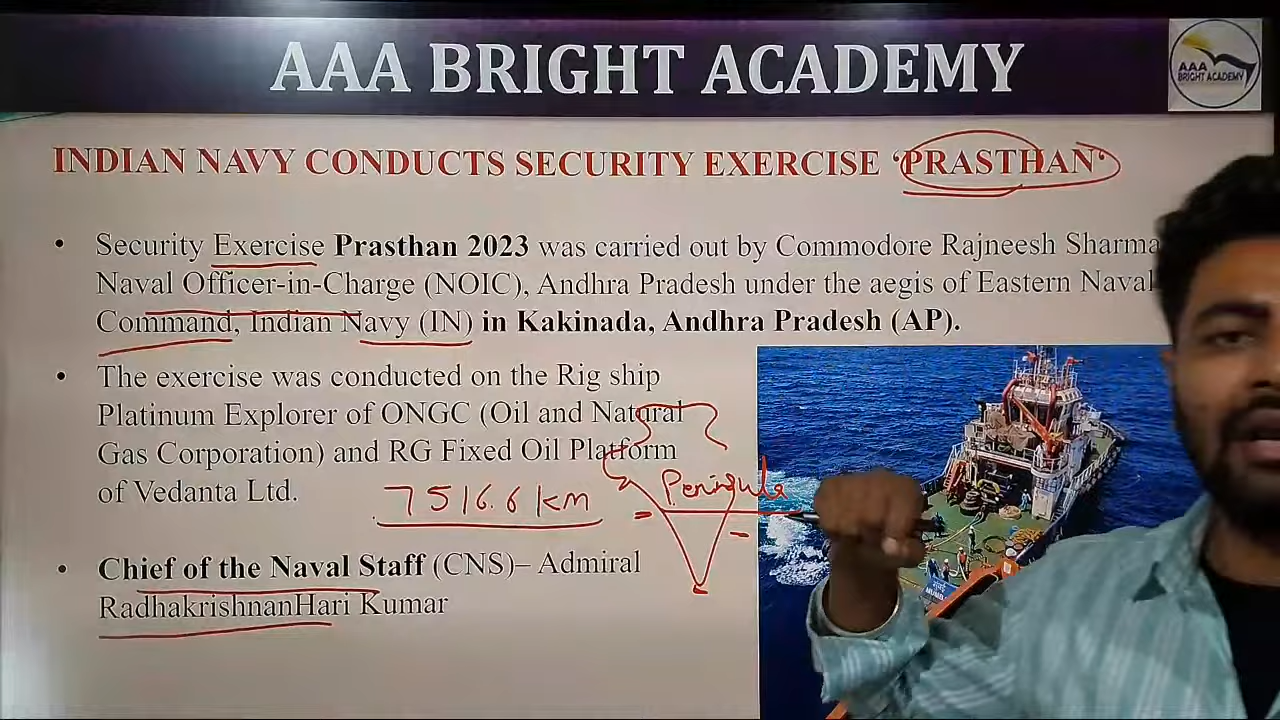 AAA BRIGHT ACADEMY
AAA
BRIGHT ACADEMY
INDIAN NAVY CONDUCTS SECURITY EXERCISE ‘PRASTHAN‘
• Security Exercise Prasthan 2023 was carried out by Commodore Rajneesh Sharma
Naval Officer-in-Charge (NOIC), Andhra Pradesh under the aegis of Eastern Naval
Command, Indian Navy (IN) in Kakinada, Andhra Pradesh (AP).
• The exercise was conducted on the Rig ship
Platinum Explorer of ONGC (Oil and Natural
Gas Corporation) and RG Fixed Oil Platform
of Vedanta Ltd.
7516.6 km
Peninsula
• Chief of the Naval Staff (CNS)– Admiral
RadhakrishnanHari Kumar